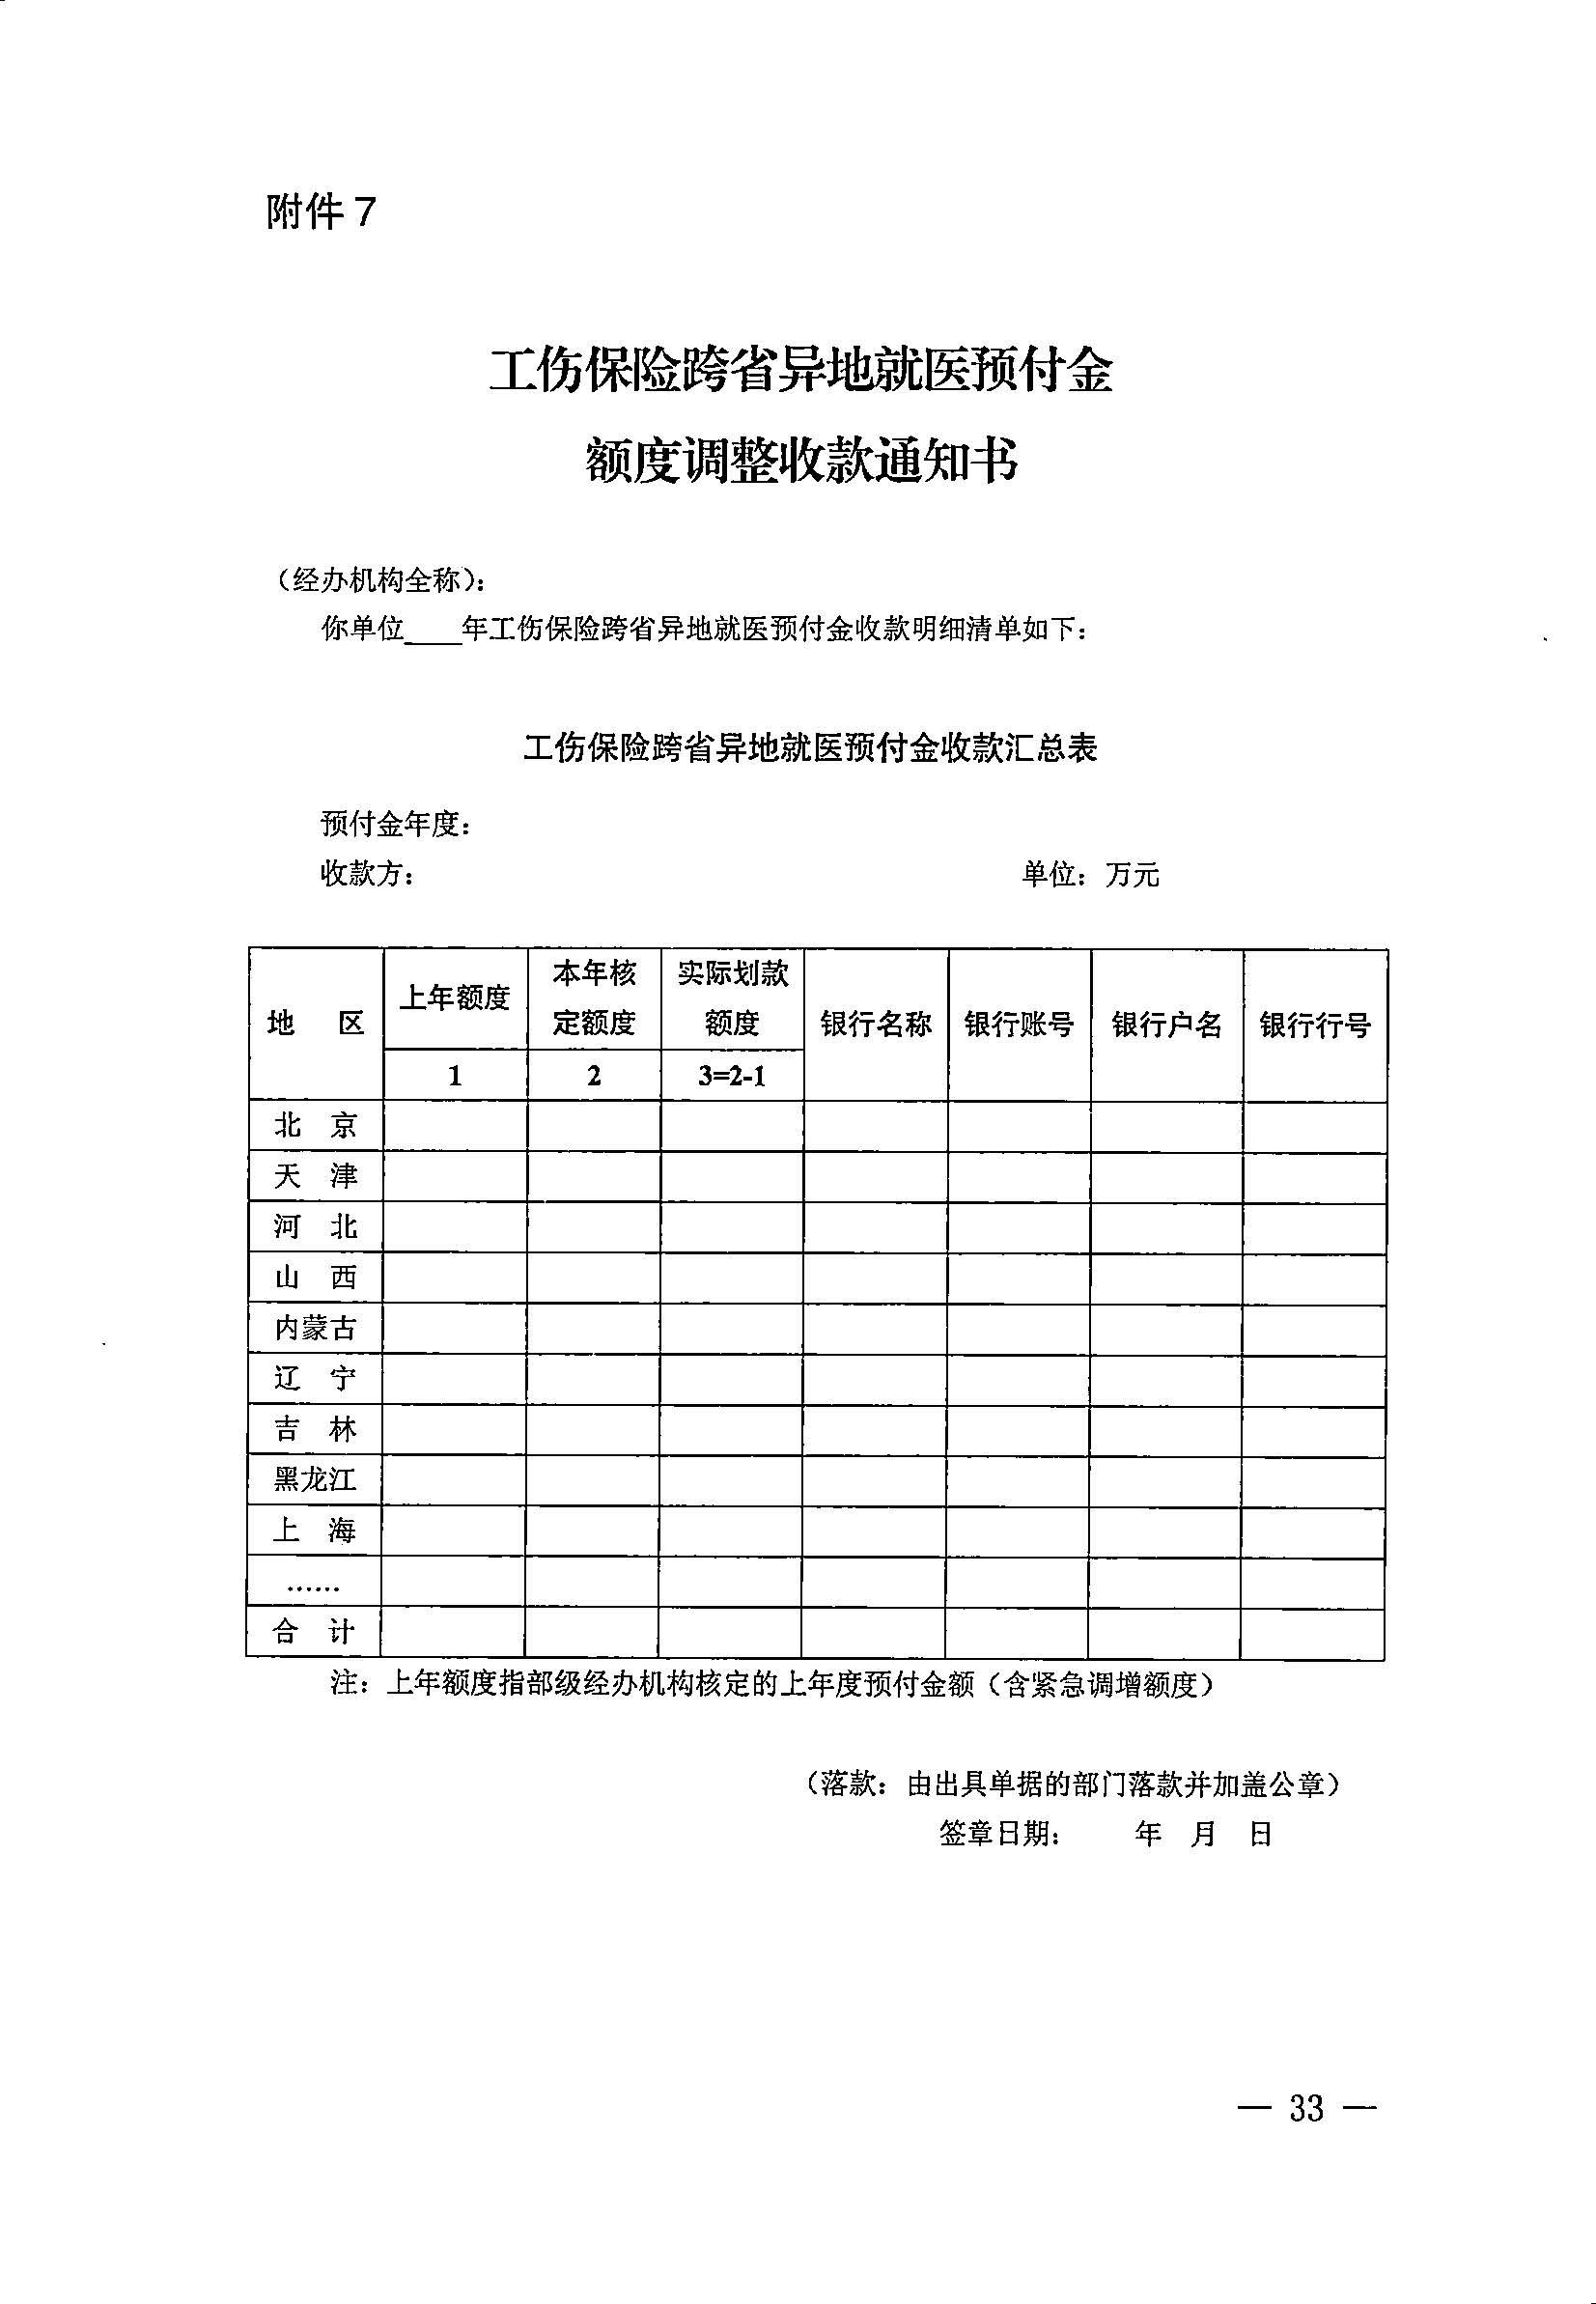 附件7
工伤保险跨省异地就医预付金
额度调整收款通知书
（经办机构全称）：
你单位____年工伤保险跨省异地就医预付金收款明细清单如下：
工伤保险跨省异地就医预付金收款汇总表
预付金年度：
收款方： 单位：万元
地 区 上年额度 本年核定额度 实际划款额度 银行名称 银行账号 银行户名 银行行号
1 2 3=2-1
北 京
天 津
河 北
山 西
内蒙古
辽 宁
吉 林
黑龙江
上 海
……
合 计
注：上年额度指部级经办机构核定的上年度预付金额（含紧急调增额度）
（落款：由出具单据的部门落款并加盖公章）
签章日期： 年 月 日
— 33 —